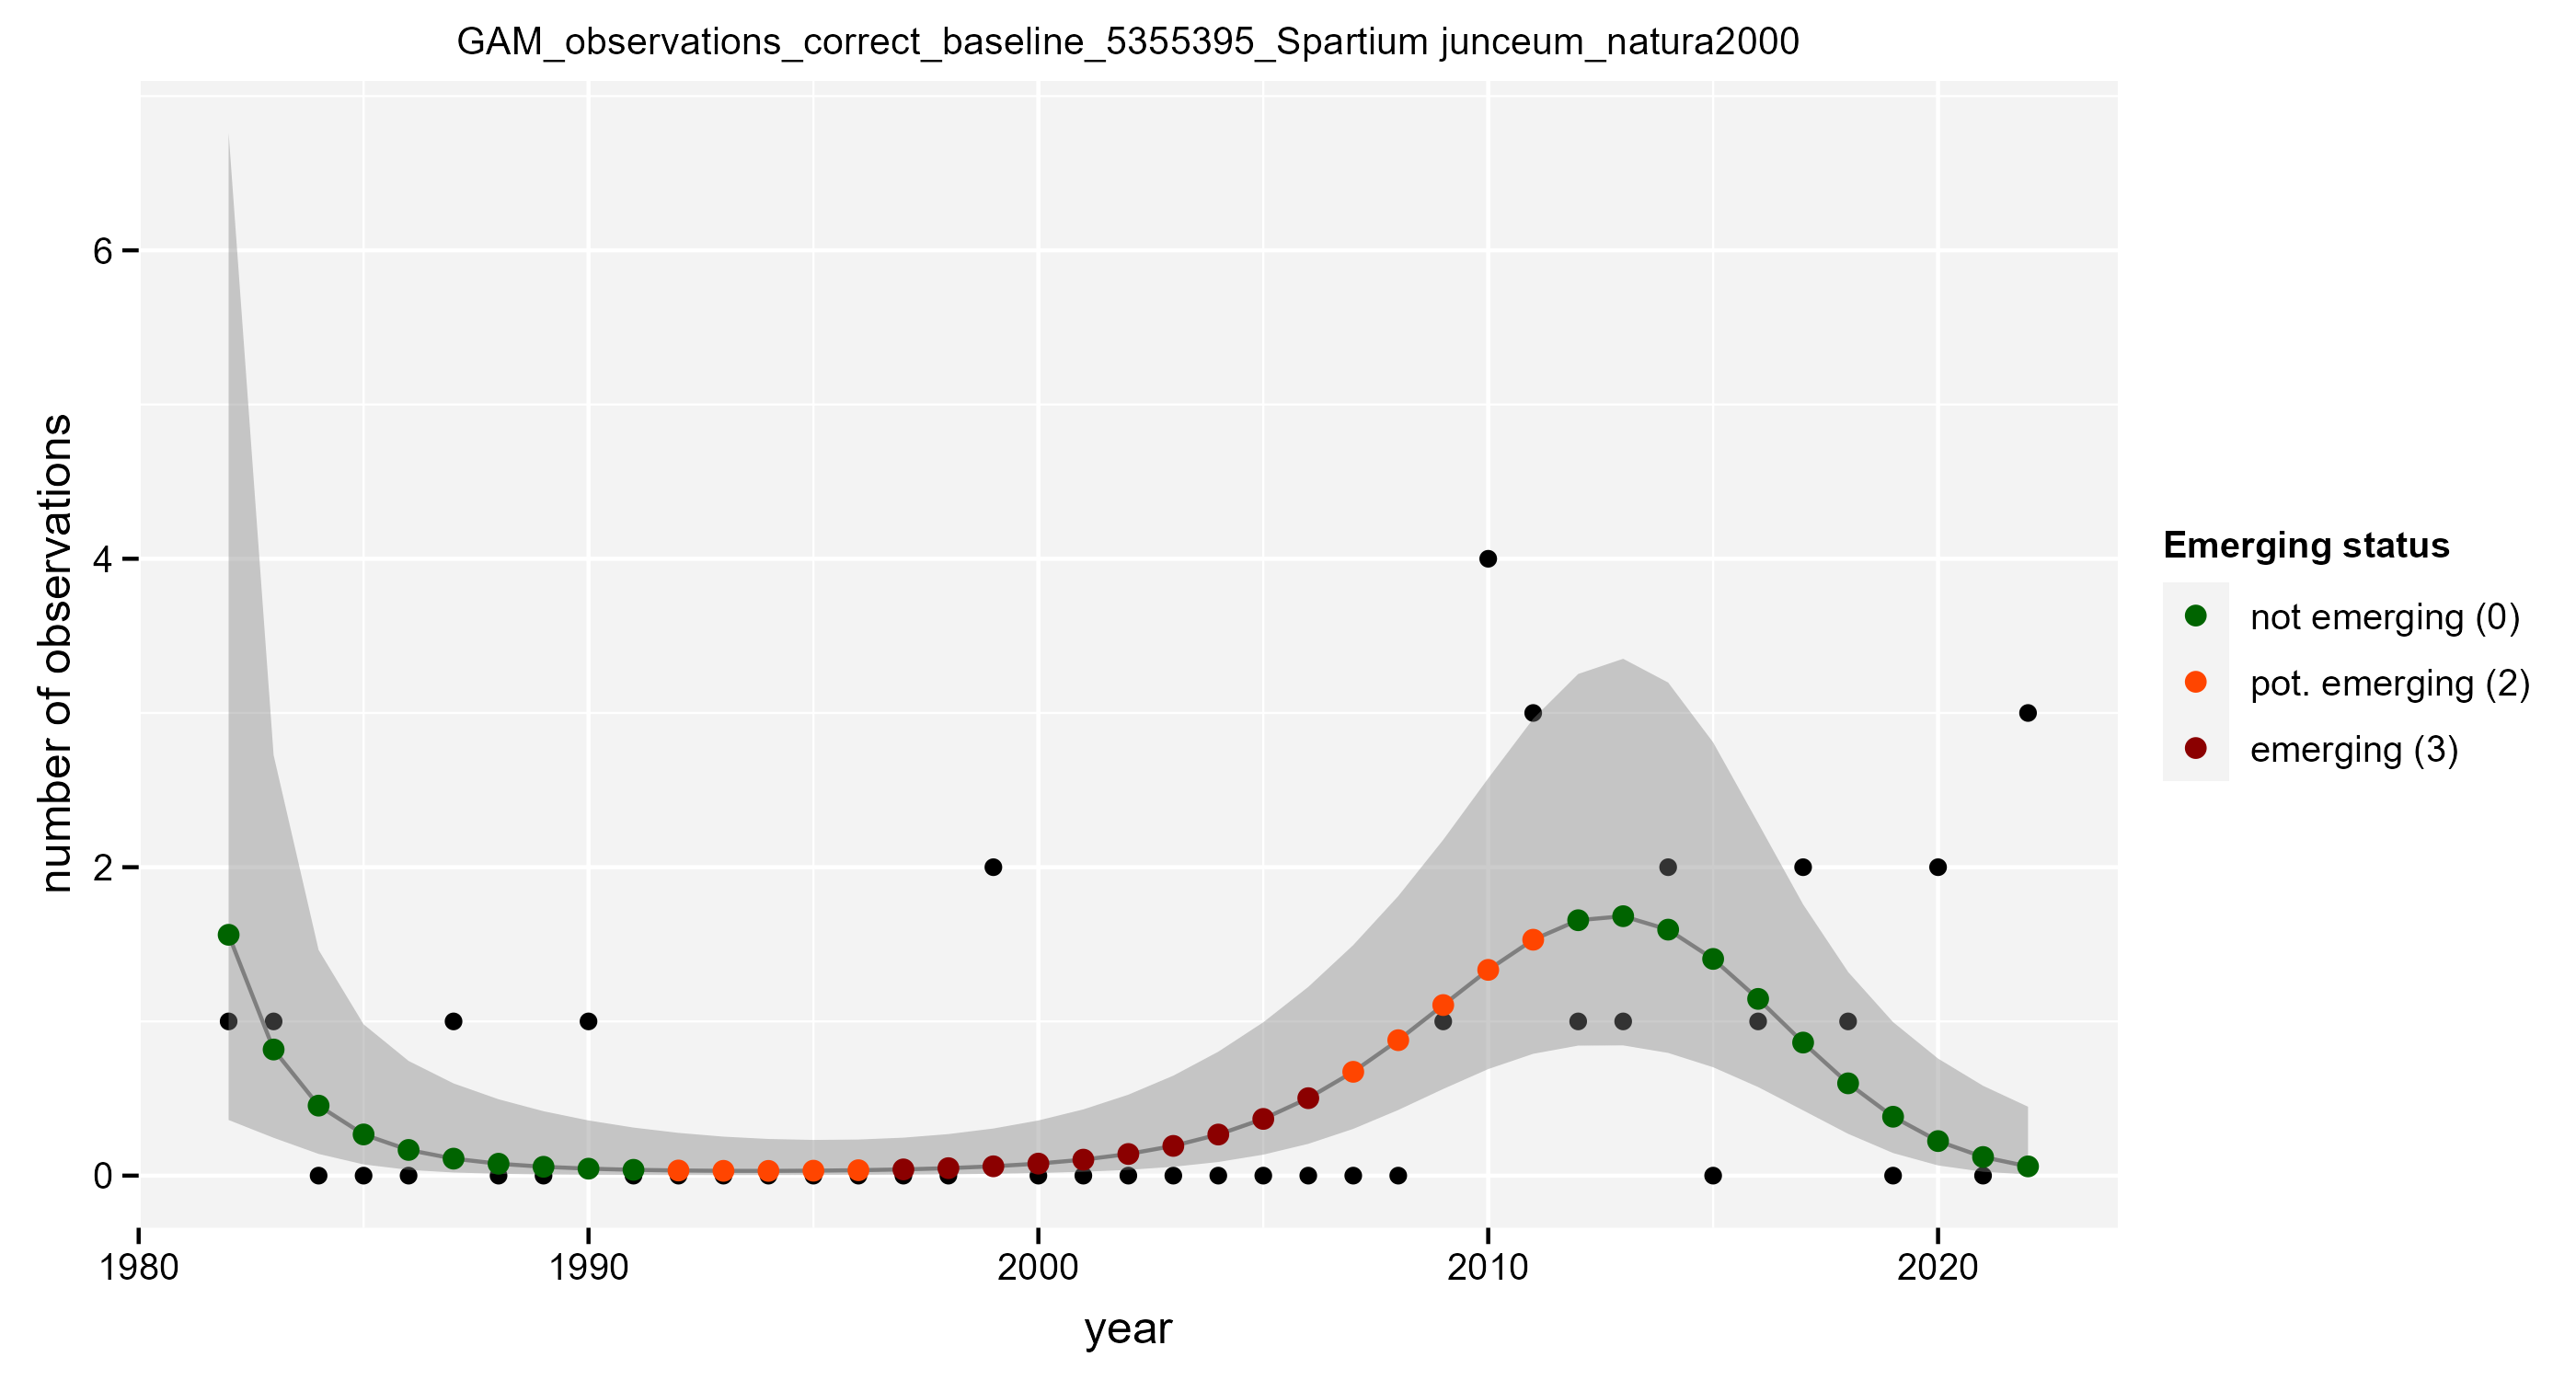 GAM_observations_correct_baseline_5355395_Spartium junceum_natura2000
number of observations
6
4
2
0
1980
1990
2000
2010
2020
year
Emerging status
not emerging (0)
pot. emerging (2)
emerging (3)